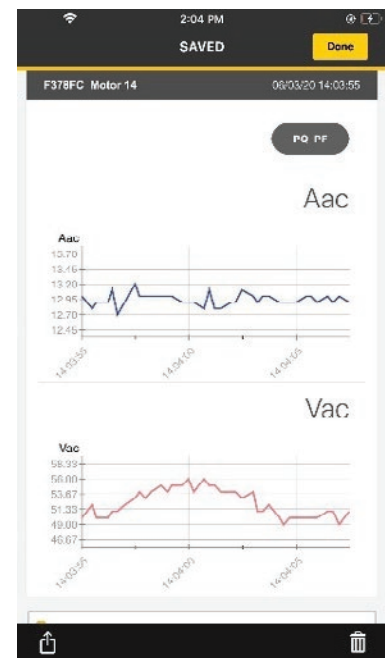 2:04 PM
SAVED
Done
F378FC Motor 14
06/03/20 14:03:55
PQ PF
Aac
Aac
13.70
13.46
13.20
12.95
12.70
12.45
14:03:55
14:04:00
14:04:05
Vac
Vac
58.33
56.00
53.67
51.33
49.00
46.67
14:03:55
14:04:00
14:04:05